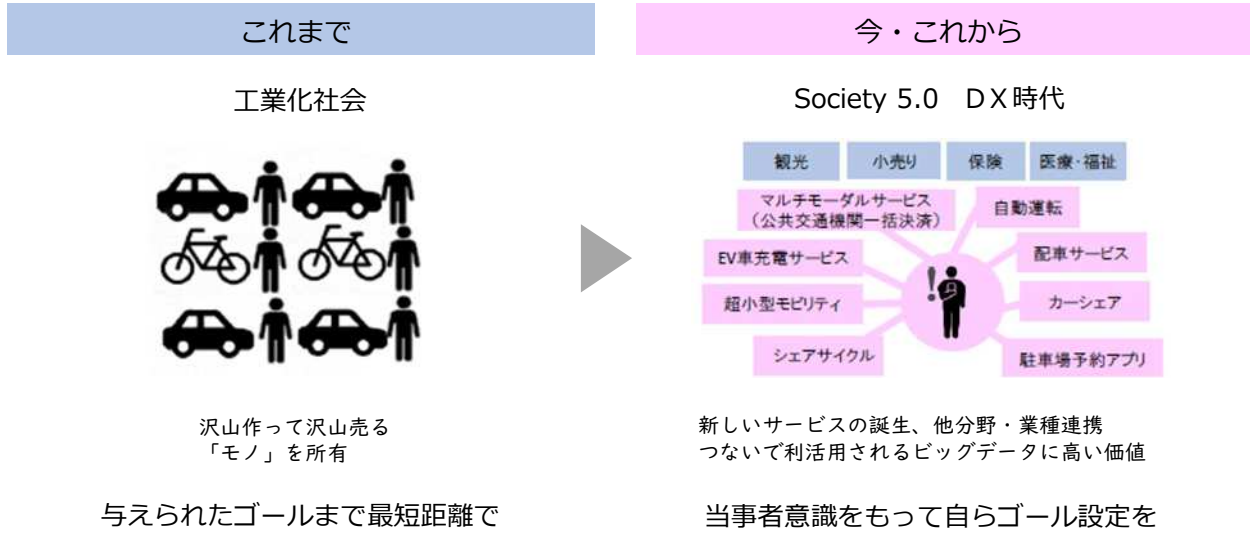 これまで
工業化社会
沢山作って沢山売る
「モノ」を所有
与えられたゴールまで最短距離で
今・これから
Society 5.0　DX時代
観光
小売り
保険
医療・福祉
マルチモーダルサービス
（公共交通機関一括決済）
自動運転
EV車充電サービス
配車サービス
超小型モビリティ
カーシェア
シェアサイクル
駐車場予約アプリ
!
新しいサービスの誕生、他分野・業種連携
つないで利活用されるビッグデータに高い価値
当事者意識をもって自らゴール設定を